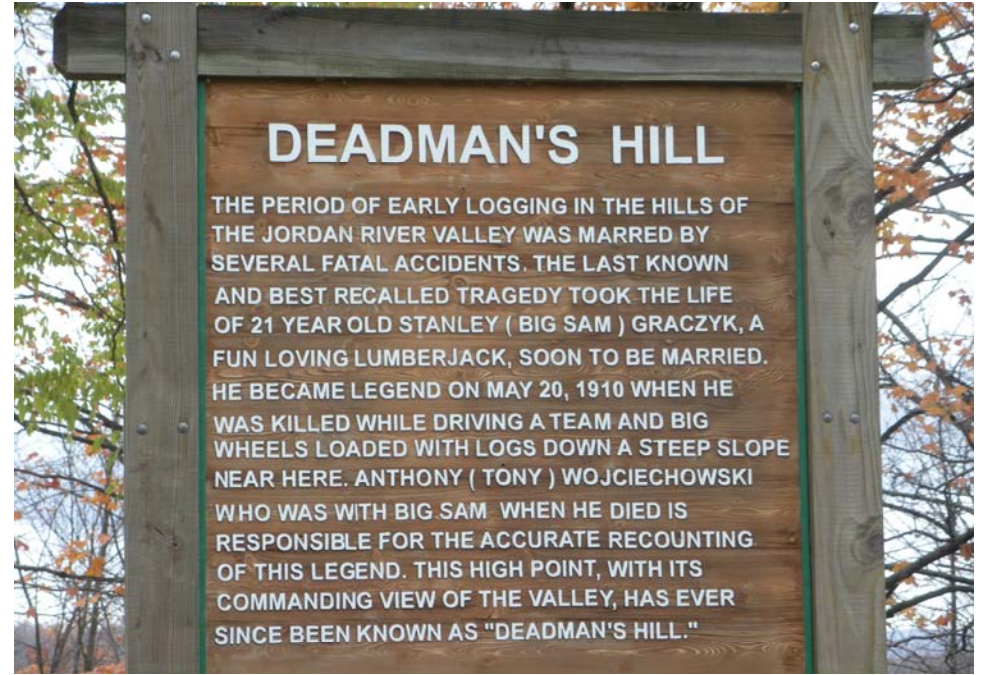 DEADMAN'S HILL
THE PERIOD OF EARLY LOGGING IN THE HILLS OF
THE JORDAN RIVER VALLEY WAS MARRED BY
SEVERAL FATAL ACCIDENTS. THE LAST KNOWN
AND BEST RECALLED TRAGEDY TOOK THE LIFE
OF 21 YEAR OLD STANLEY ( BIG SAM ) GRACZYK, A
FUN LOVING LUMBERJACK, SOON TO BE MARRIED.
HE BECAME LEGEND ON MAY 20, 1910 WHEN HE
WAS KILLED WHILE DRIVING A TEAM AND BIG
WHEELS LOADED WITH LOGS DOWN A STEEP SLOPE
NEAR HERE. ANTHONY ( TONY ) WOJCIECHOWSKI
WHO WAS WITH BIG SAM WHEN HE DIED IS
RESPONSIBLE FOR THE ACCURATE RECOUNTING
OF THIS LEGEND. THIS HIGH POINT, WITH ITS
COMMANDING VIEW OF THE VALLEY, HAS EVER
SINCE BEEN KNOWN AS "DEADMAN'S HILL."